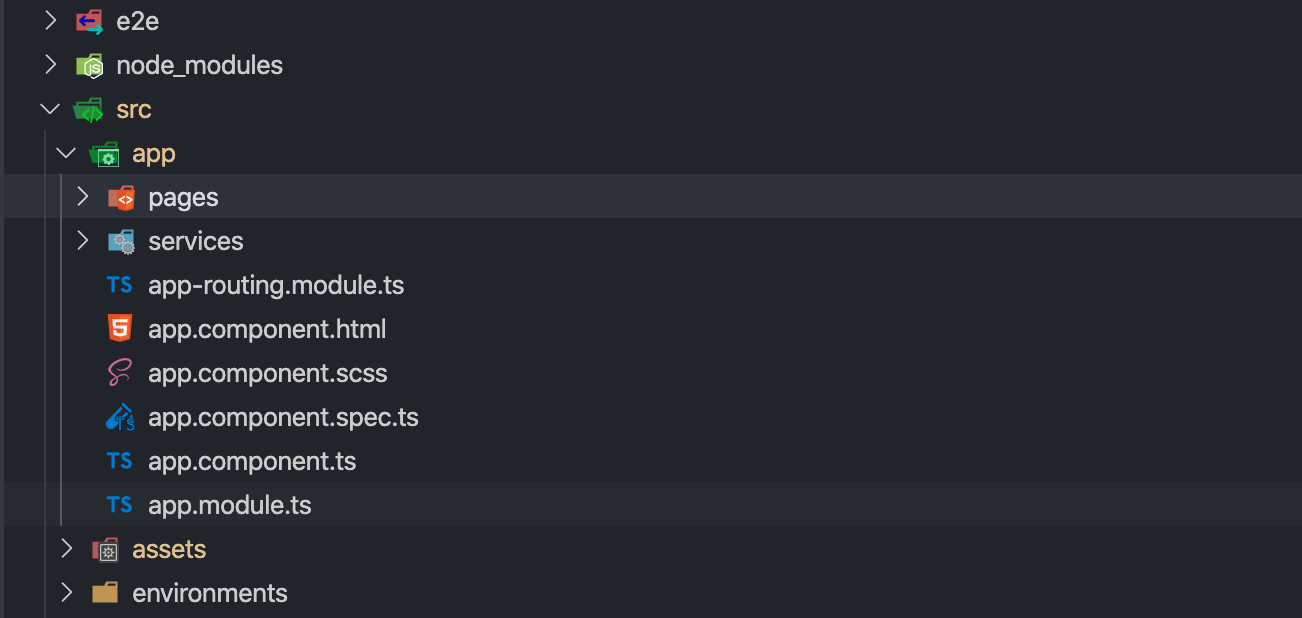 e2e
node_modules
src
app
pages
services
TS app-routing.module.ts
app.component.html
app.component.scss
app.component.spec.ts
TS app.component.ts
TS app.module.ts
assets
environments